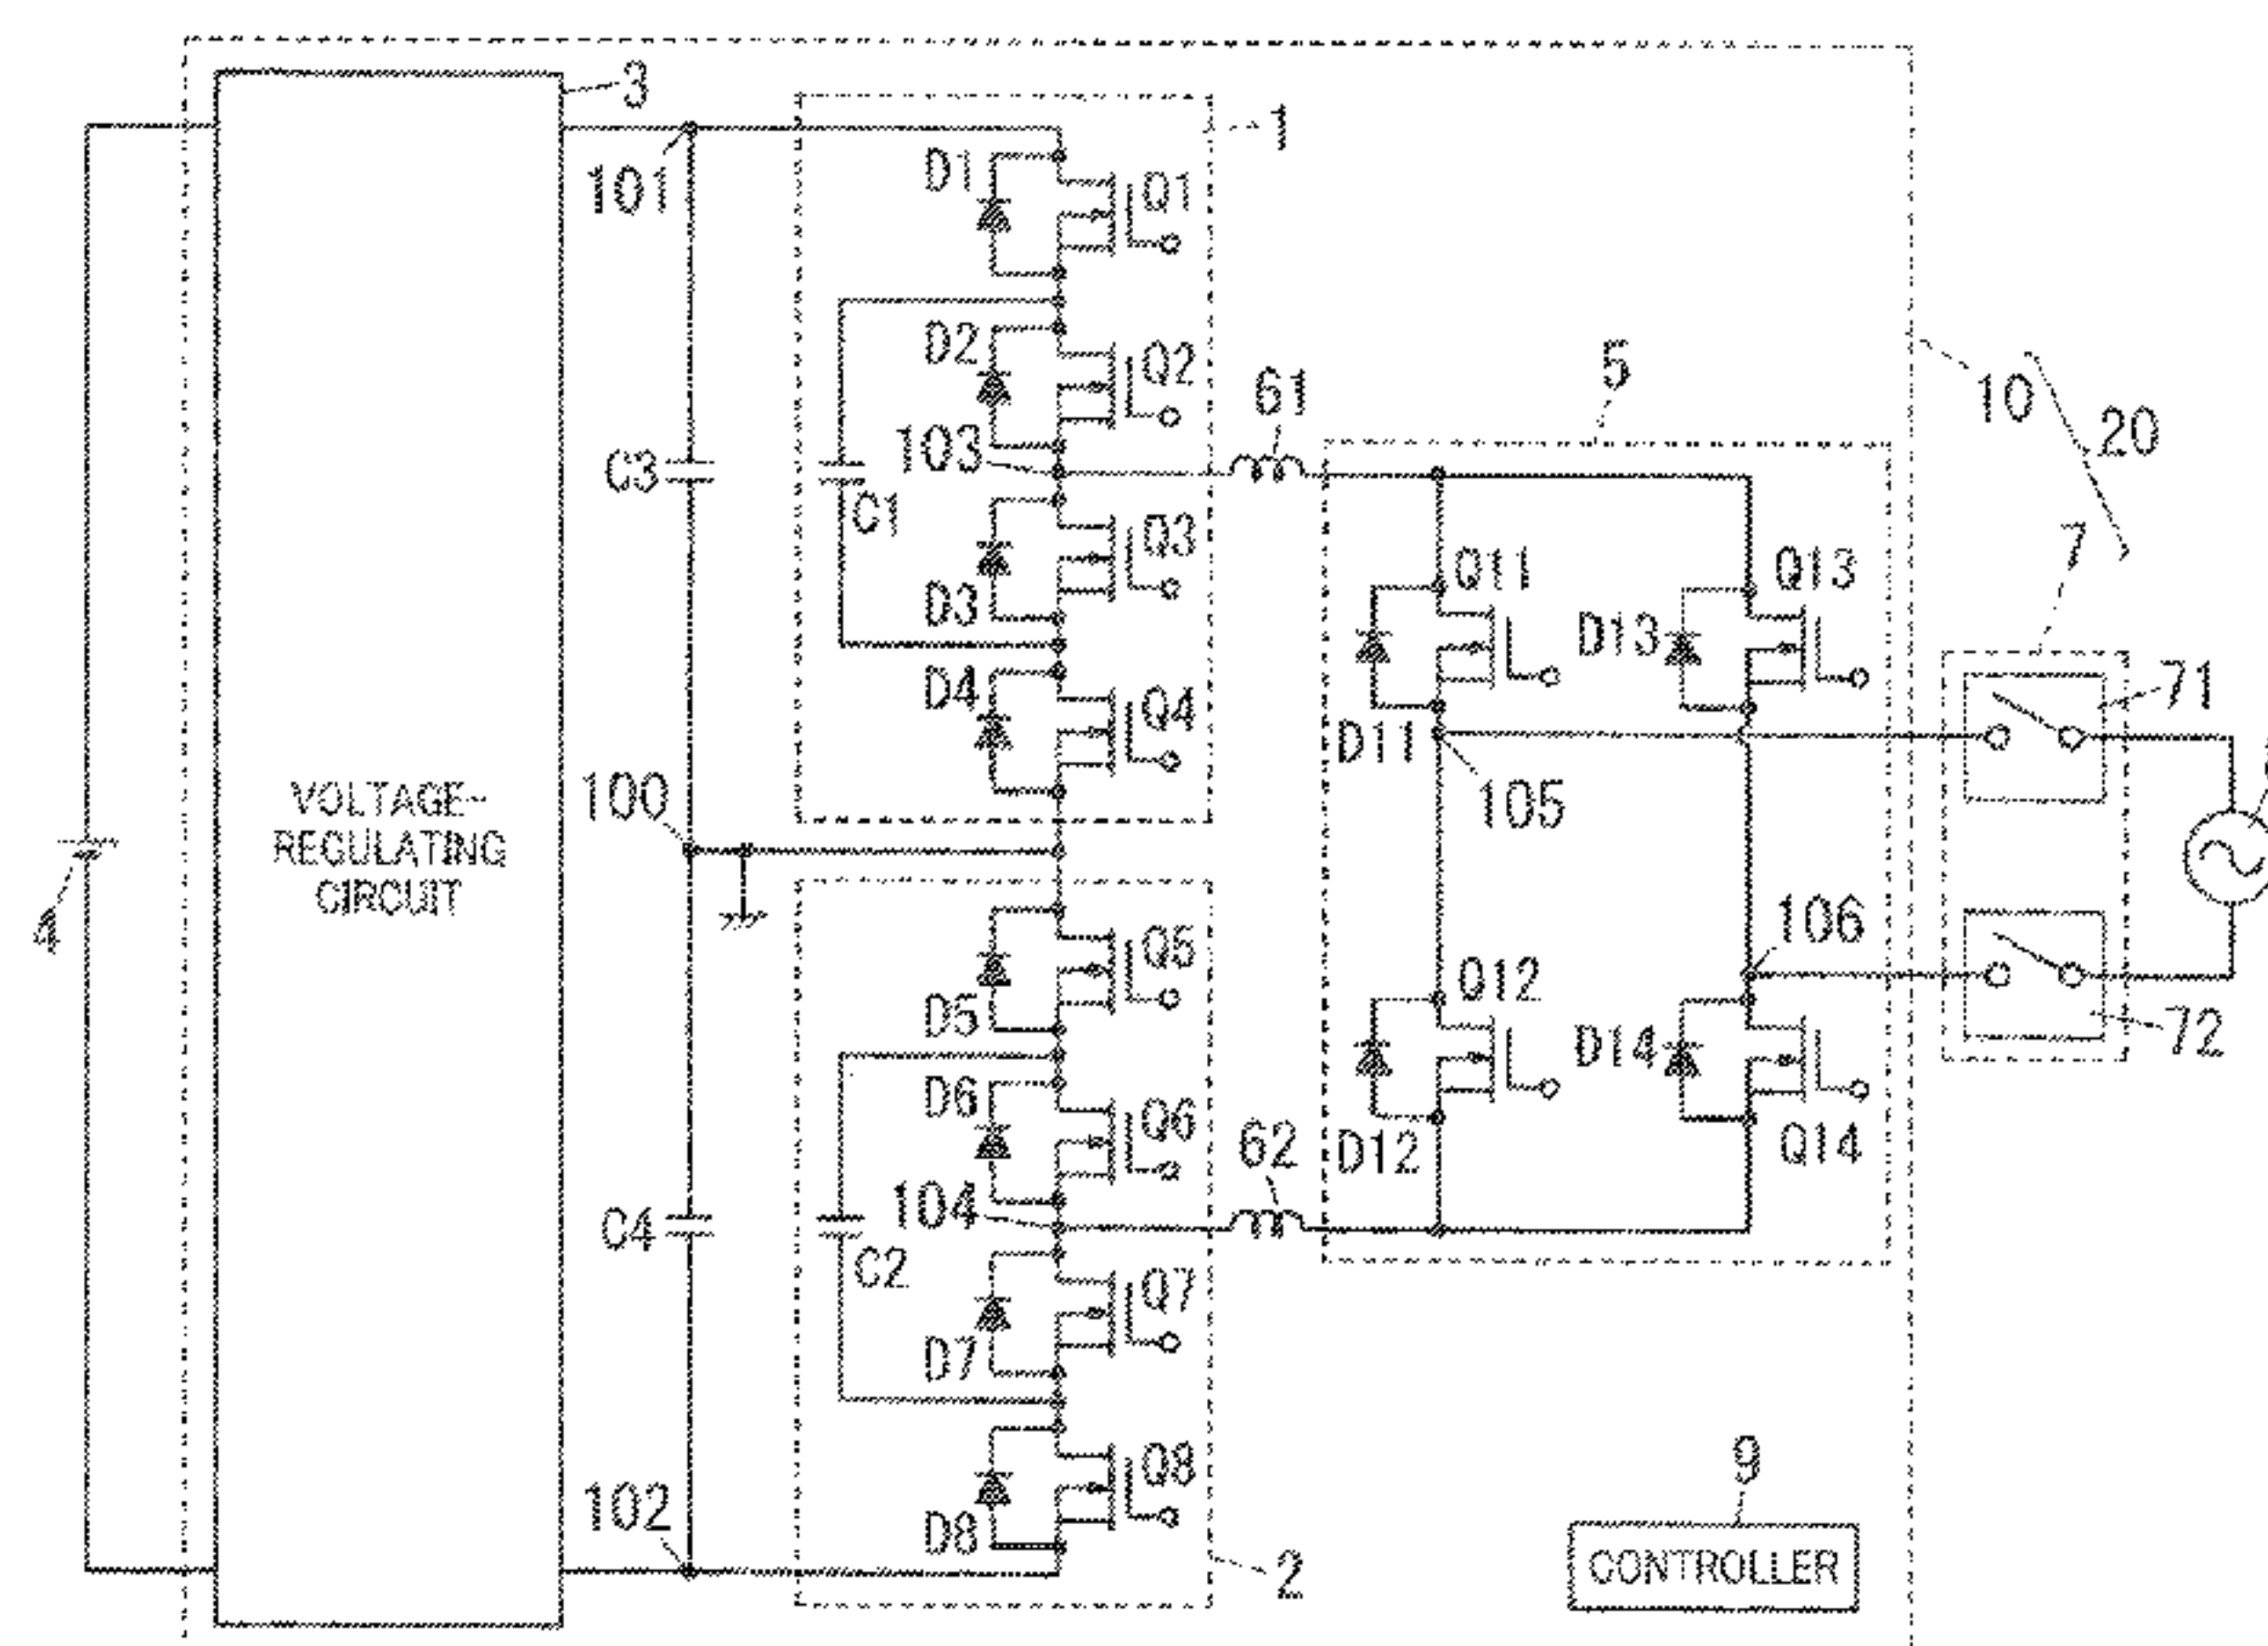 3
1
101
D1
Q1
D2
Q2
103
61
5
10
20
C3
C1
Q3
D3
7
Q11
Q13
D13
D4
Q4
71
D11
105
100
VOLTAGE-
REGULATING
CIRCUIT
4
106
Q5
D5
Q12
D14
72
D6
Q6
62
D12
Q14
104
C4
C2
Q7
D7
9
Q8
102
D8
CONTROLLER
2